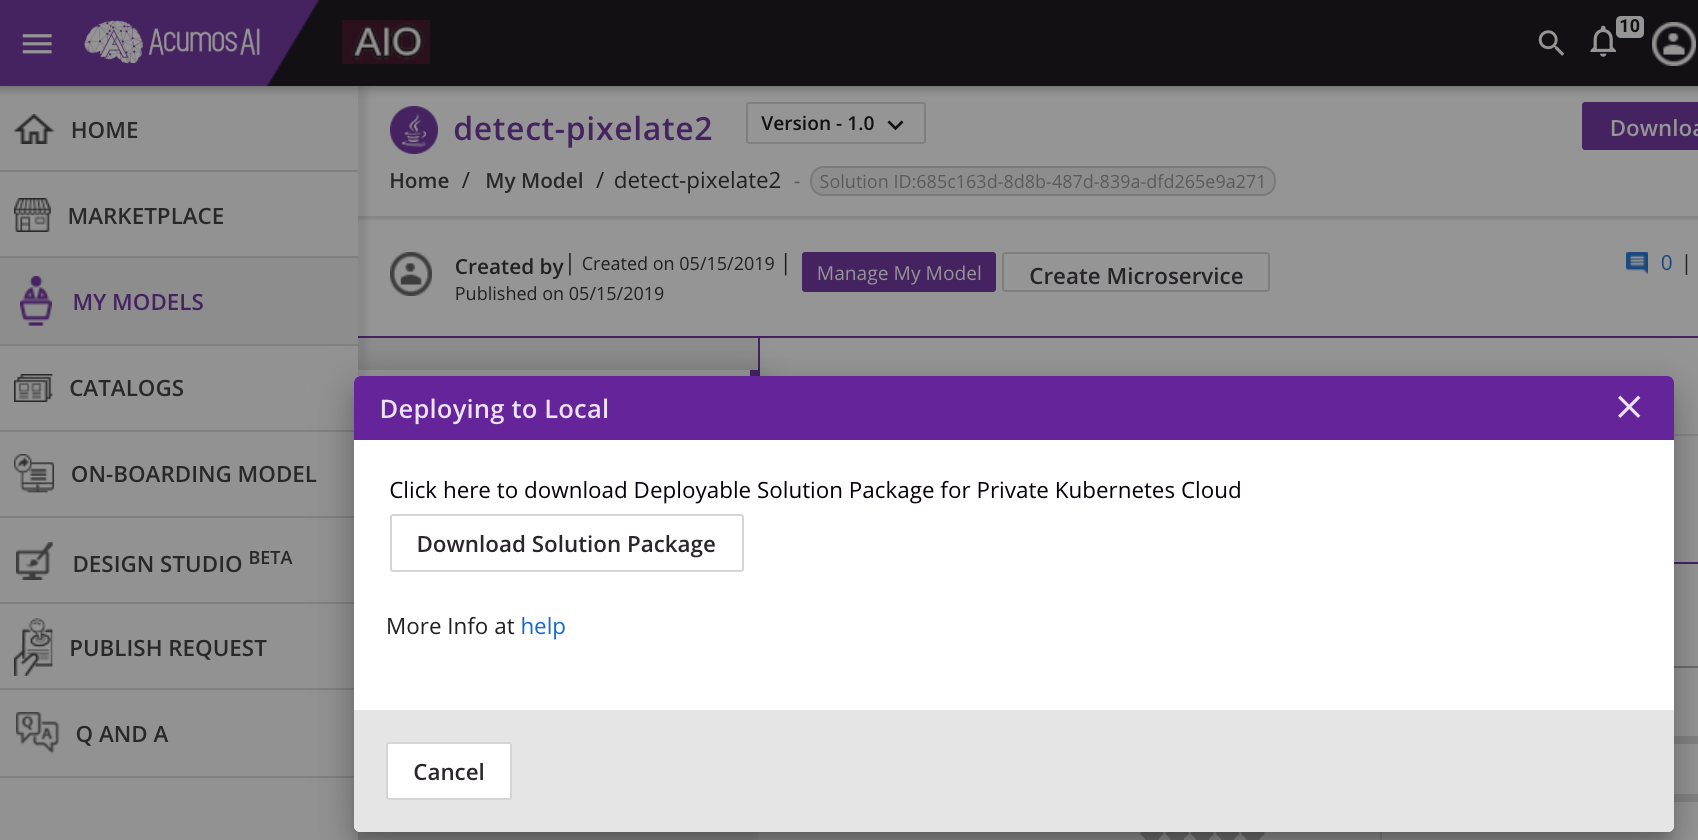 Acumos AI
AIO
10
HOME
MARKETPLACE
MY MODELS
CATALOGS
ON-BOARDING MODEL
DESIGN STUDIO BETA
PUBLISH REQUEST
Q AND A
detect-pixelate2
Version - 1.0
Home / My Model / detect-pixelate2 - Solution ID:685c163d-8d8b-487d-839a-dfd265e9a271
Created by | Created on 05/15/2019 |
Published on 05/15/2019
Manage My Model
Create Microservice
0 |
Deploying to Local
Click here to download Deployable Solution Package for Private Kubernetes Cloud
Download Solution Package
More Info at help
Cancel